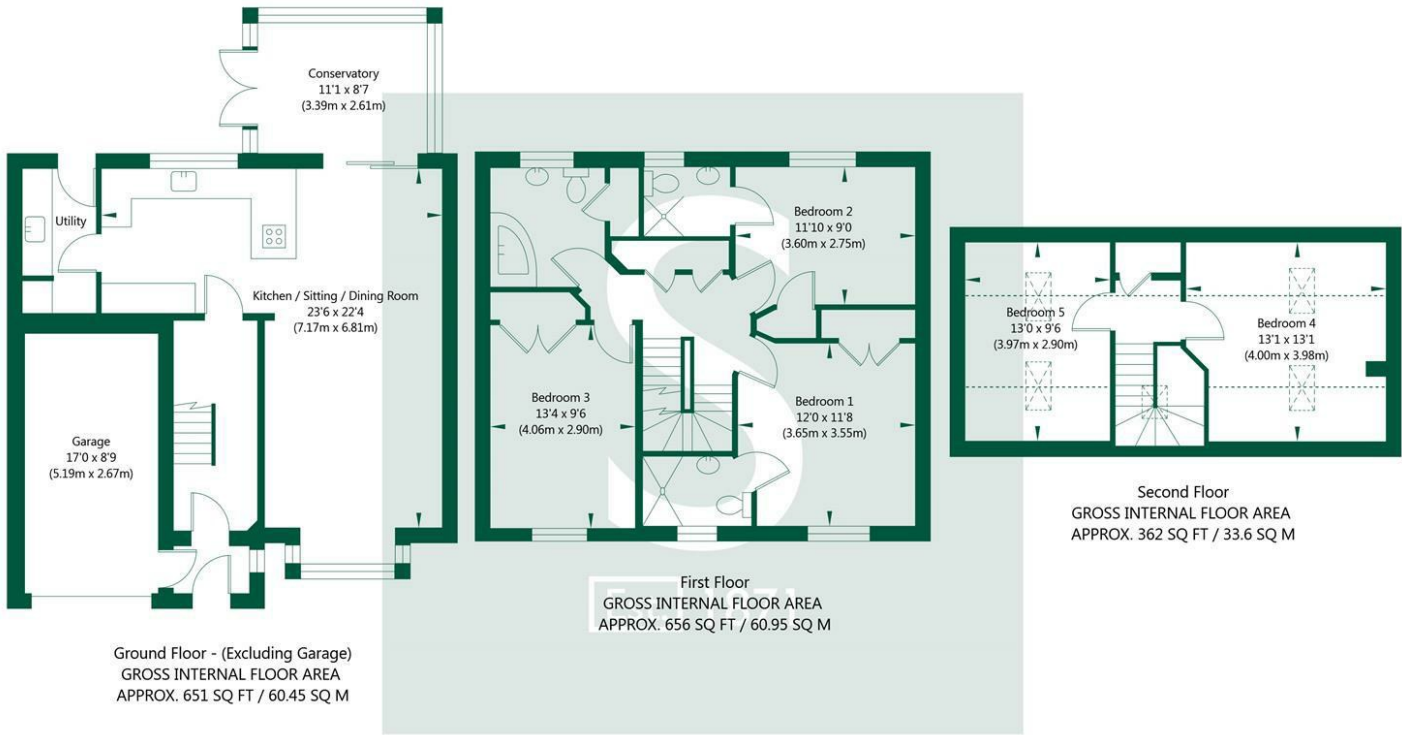 Conservatory
11'1 x 8'7
(3.39m x 2.61m)
Utility
Kitchen / Sitting / Dining Room
23'6 x 22'4
(7.17m x 6.81m)
Garage
17'0 x 8'9
(5.19m x 2.67m)
Ground Floor - (Excluding Garage)
GROSS INTERNAL FLOOR AREA
APPROX. 651 SQ FT / 60.45 SQ M
Bedroom 2
11'10 x 9'0
(3.60m x 2.75m)
Bedroom 3
13'4 x 9'6
(4.06m x 2.90m)
Bedroom 1
12'0 x 11'8
(3.65m x 3.55m)
First Floor
GROSS INTERNAL FLOOR AREA
APPROX. 656 SQ FT / 60.95 SQ M
Bedroom 5
13'0 x 9'6
(3.97m x 2.90m)
Bedroom 4
13'1 x 13'1
(4.00m x 3.98m)
Second Floor
GROSS INTERNAL FLOOR AREA
APPROX. 362 SQ FT / 33.6 SQ M